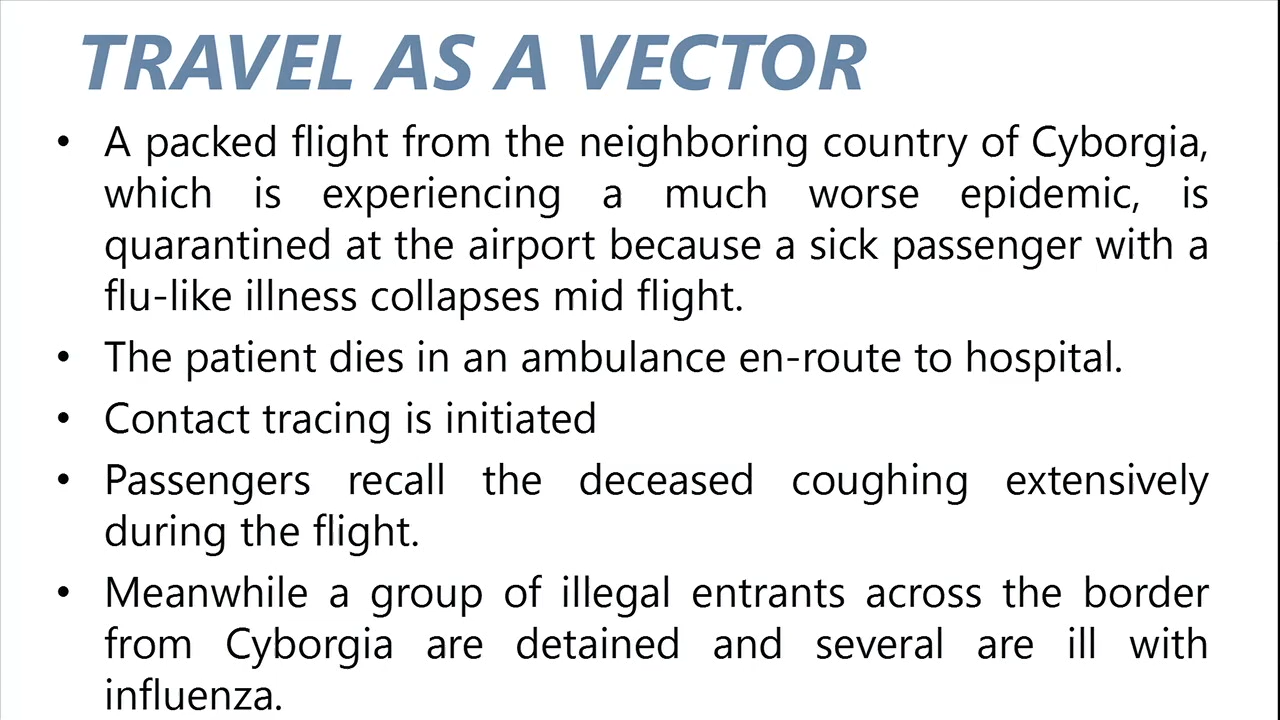 TRAVEL AS A VECTOR
• A packed flight from the neighboring country of Cyborgia,
which is experiencing a much worse epidemic, is
quarantined at the airport because a sick passenger with a
flu-like illness collapses mid flight.
• The patient dies in an ambulance en-route to hospital.
• Contact tracing is initiated
• Passengers recall the deceased coughing extensively
during the flight.
• Meanwhile a group of illegal entrants across the border
from Cyborgia are detained and several are ill with
influenza.